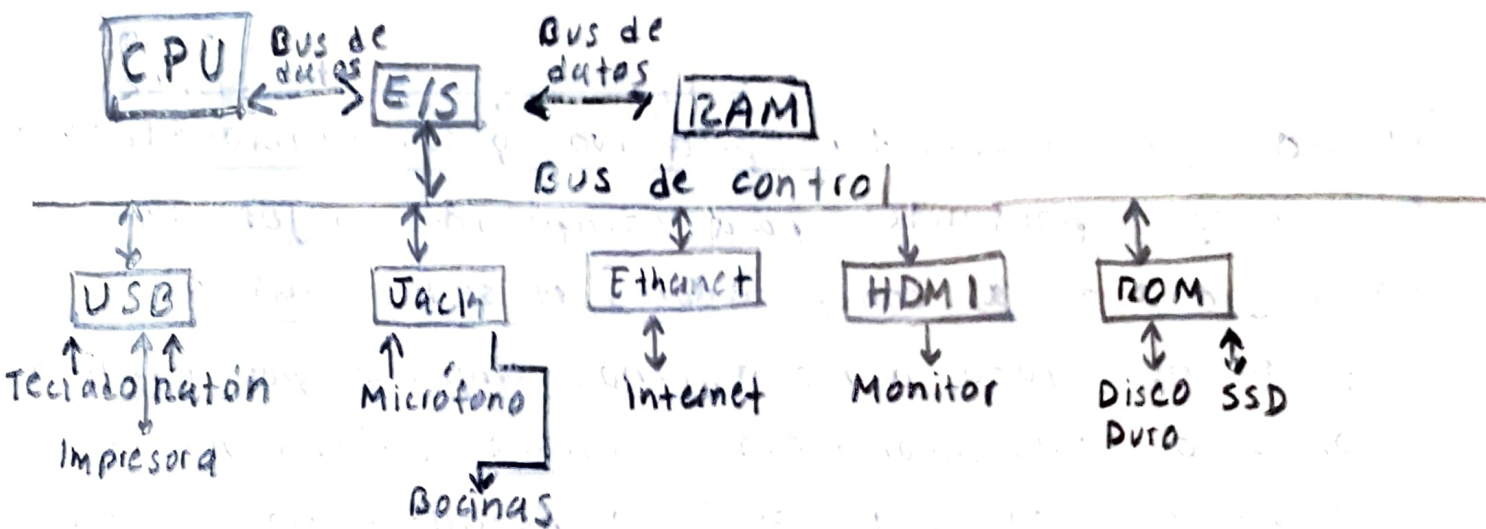 CPU
Bus de
datos
E/S
Bus de
datos
RAM
Bus de control
USB
Jack
Ethernet
HDMI
ROM
Teclado
Ratón
Impresora
Micrófono
Bocinas
Internet
Monitor
Disco
Duro
SSD